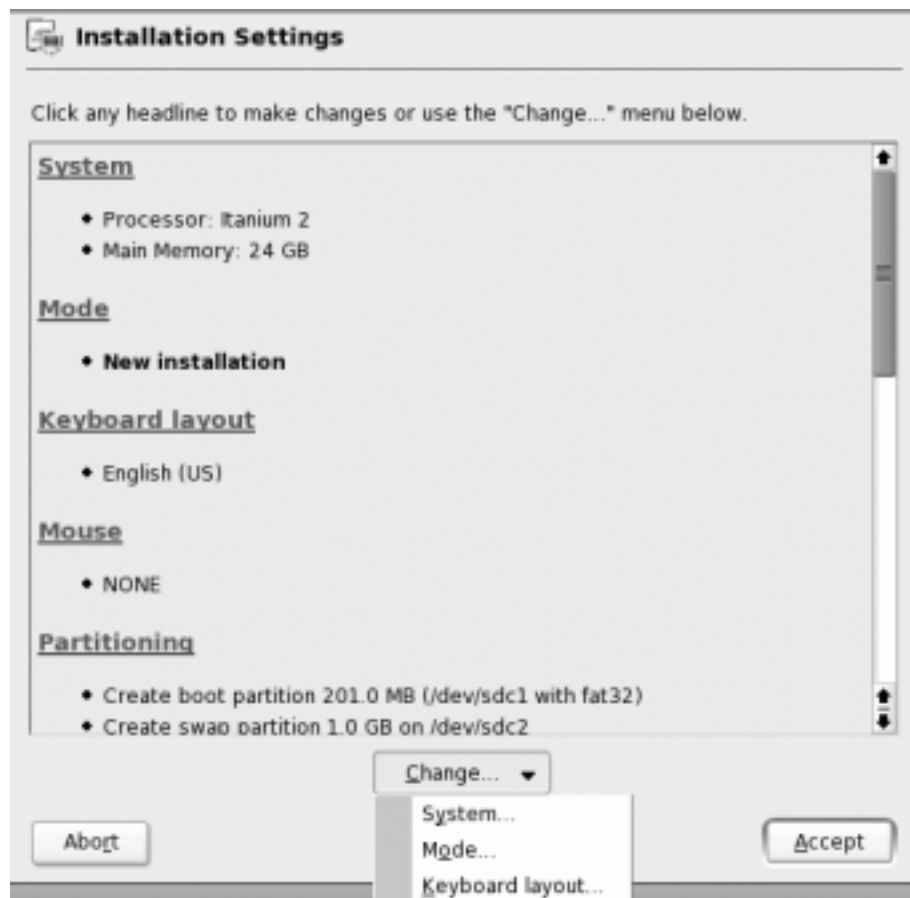 Installation Settings
Click any headline to make changes or use the "Change..." menu below.
System
• Processor: Itanium 2
• Main Memory: 24 GB
Mode
• New installation
Keyboard layout
• English (US)
Mouse
• NONE
Partitioning
• Create boot partition 201.0 MB (/dev/sdc1 with fat32)
• Create swap partition 1.0 GB on /dev/sdc2
Change...
System...
Abort
Mode...
Accept
Keyboard layout...